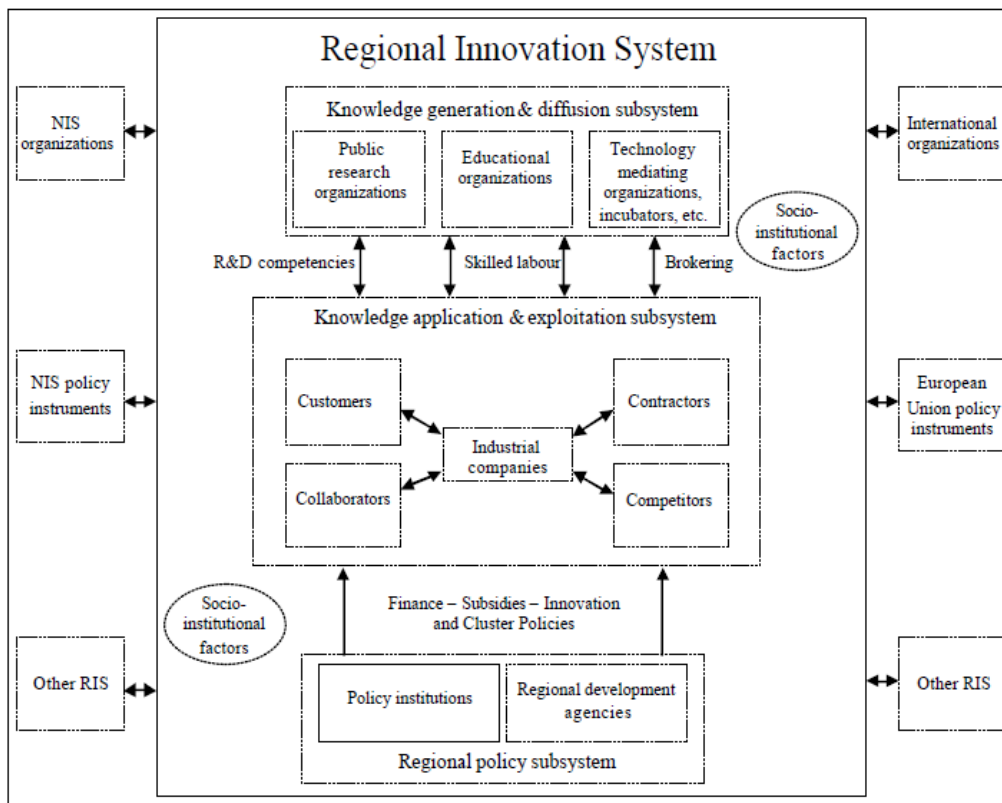 Regional Innovation System
Knowledge generation & diffusion subsystem
Public
research
organizations
Educational
organizations
Technology
mediating
organizations,
incubators, etc.
NIS
organizations
International
organizations
Socio-
institutional
factors
R&D competencies
Skilled labour
Brokering
Knowledge application & exploitation subsystem
NIS policy
instruments
European
Union policy
instruments
Customers
Contractors
Industrial
companies
Collaborators
Competitors
Socio-
institutional
factors
Finance – Subsidies – Innovation
and Cluster Policies
Other RIS
Other RIS
Policy institutions
Regional development
agencies
Regional policy subsystem